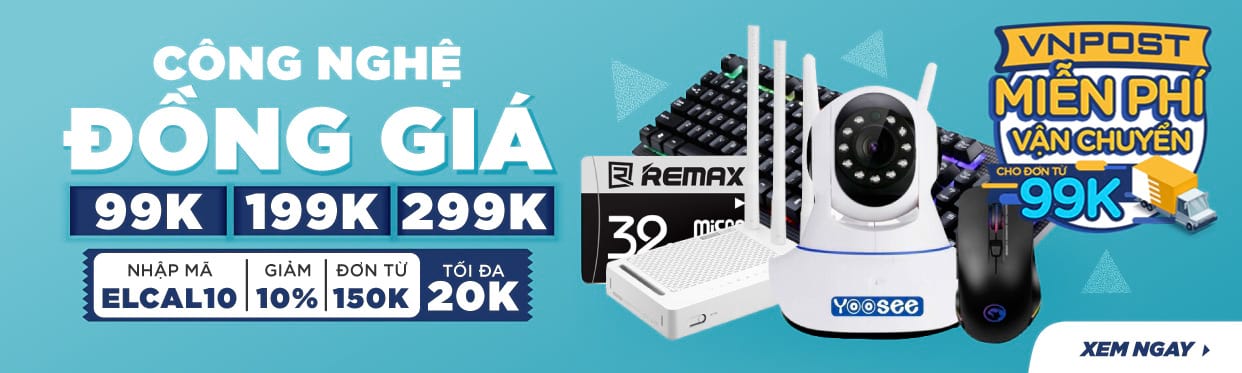 CÔNG NGHỆ
ĐỒNG GIÁ
99K
199K
299K
NHẬP MÃ
ELCAL10
GIẢM
10%
ĐƠN TỪ
150K
TỐI ĐA
20K
REMAX
32
YOOSEE
VNPOST
MIỄN PHÍ
VẬN CHUYỂN
CHO ĐƠN TỪ
99K
XEM NGAY